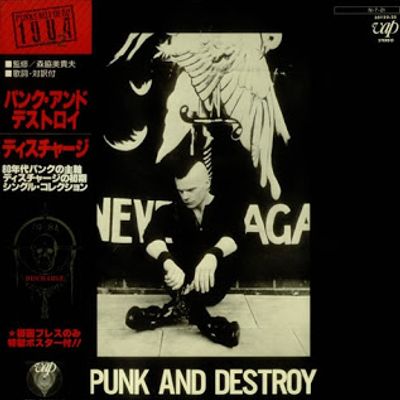 1984
■監修／森脇美貴夫
■歌詞・対訳付
パンク・アンド
デストロイ
ディスチャージ
80年代パンクの主軸
ディスチャージの初期
シングル・コレクション
DISCHARGE
★初回プレスのみ
特製ポスター付!!
vap
vap
STEREO
NEVE AGA
PUNK AND DESTROY